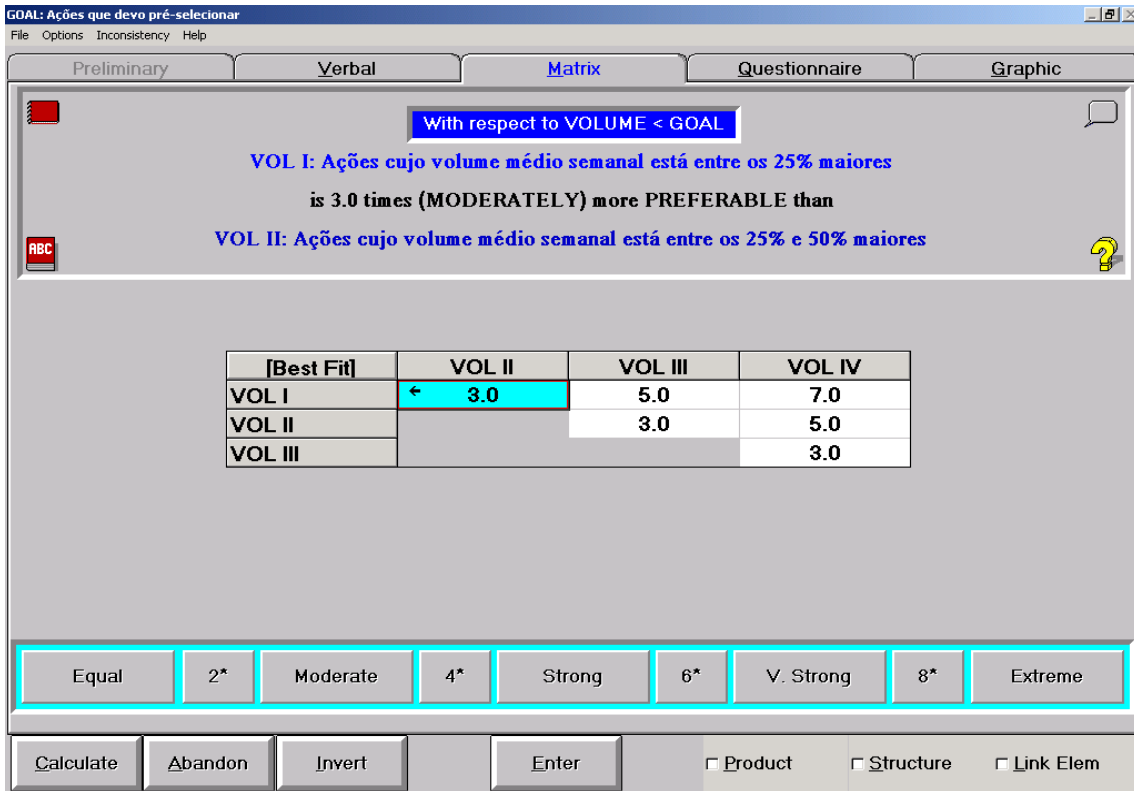 GOAL: Ações que devo pré-selecionar
File Options Inconsistency Help
Preliminary Verbal Matrix Questionnaire Graphic
With respect to VOLUME < GOAL
VOL I: Ações cujo volume médio semanal está entre os 25% maiores
is 3.0 times (MODERATELY) more PREFERABLE than
VOL II: Ações cujo volume médio semanal está entre os 25% e 50% maiores
ABC
[Best Fit] VOL II VOL III VOL IV
VOL I 3.0 5.0 7.0
VOL II 3.0 5.0
VOL III 3.0
Equal 2* Moderate 4* Strong 6* V. Strong 8* Extreme
Calculate Abandon Invert Enter Product Structure Link Elem